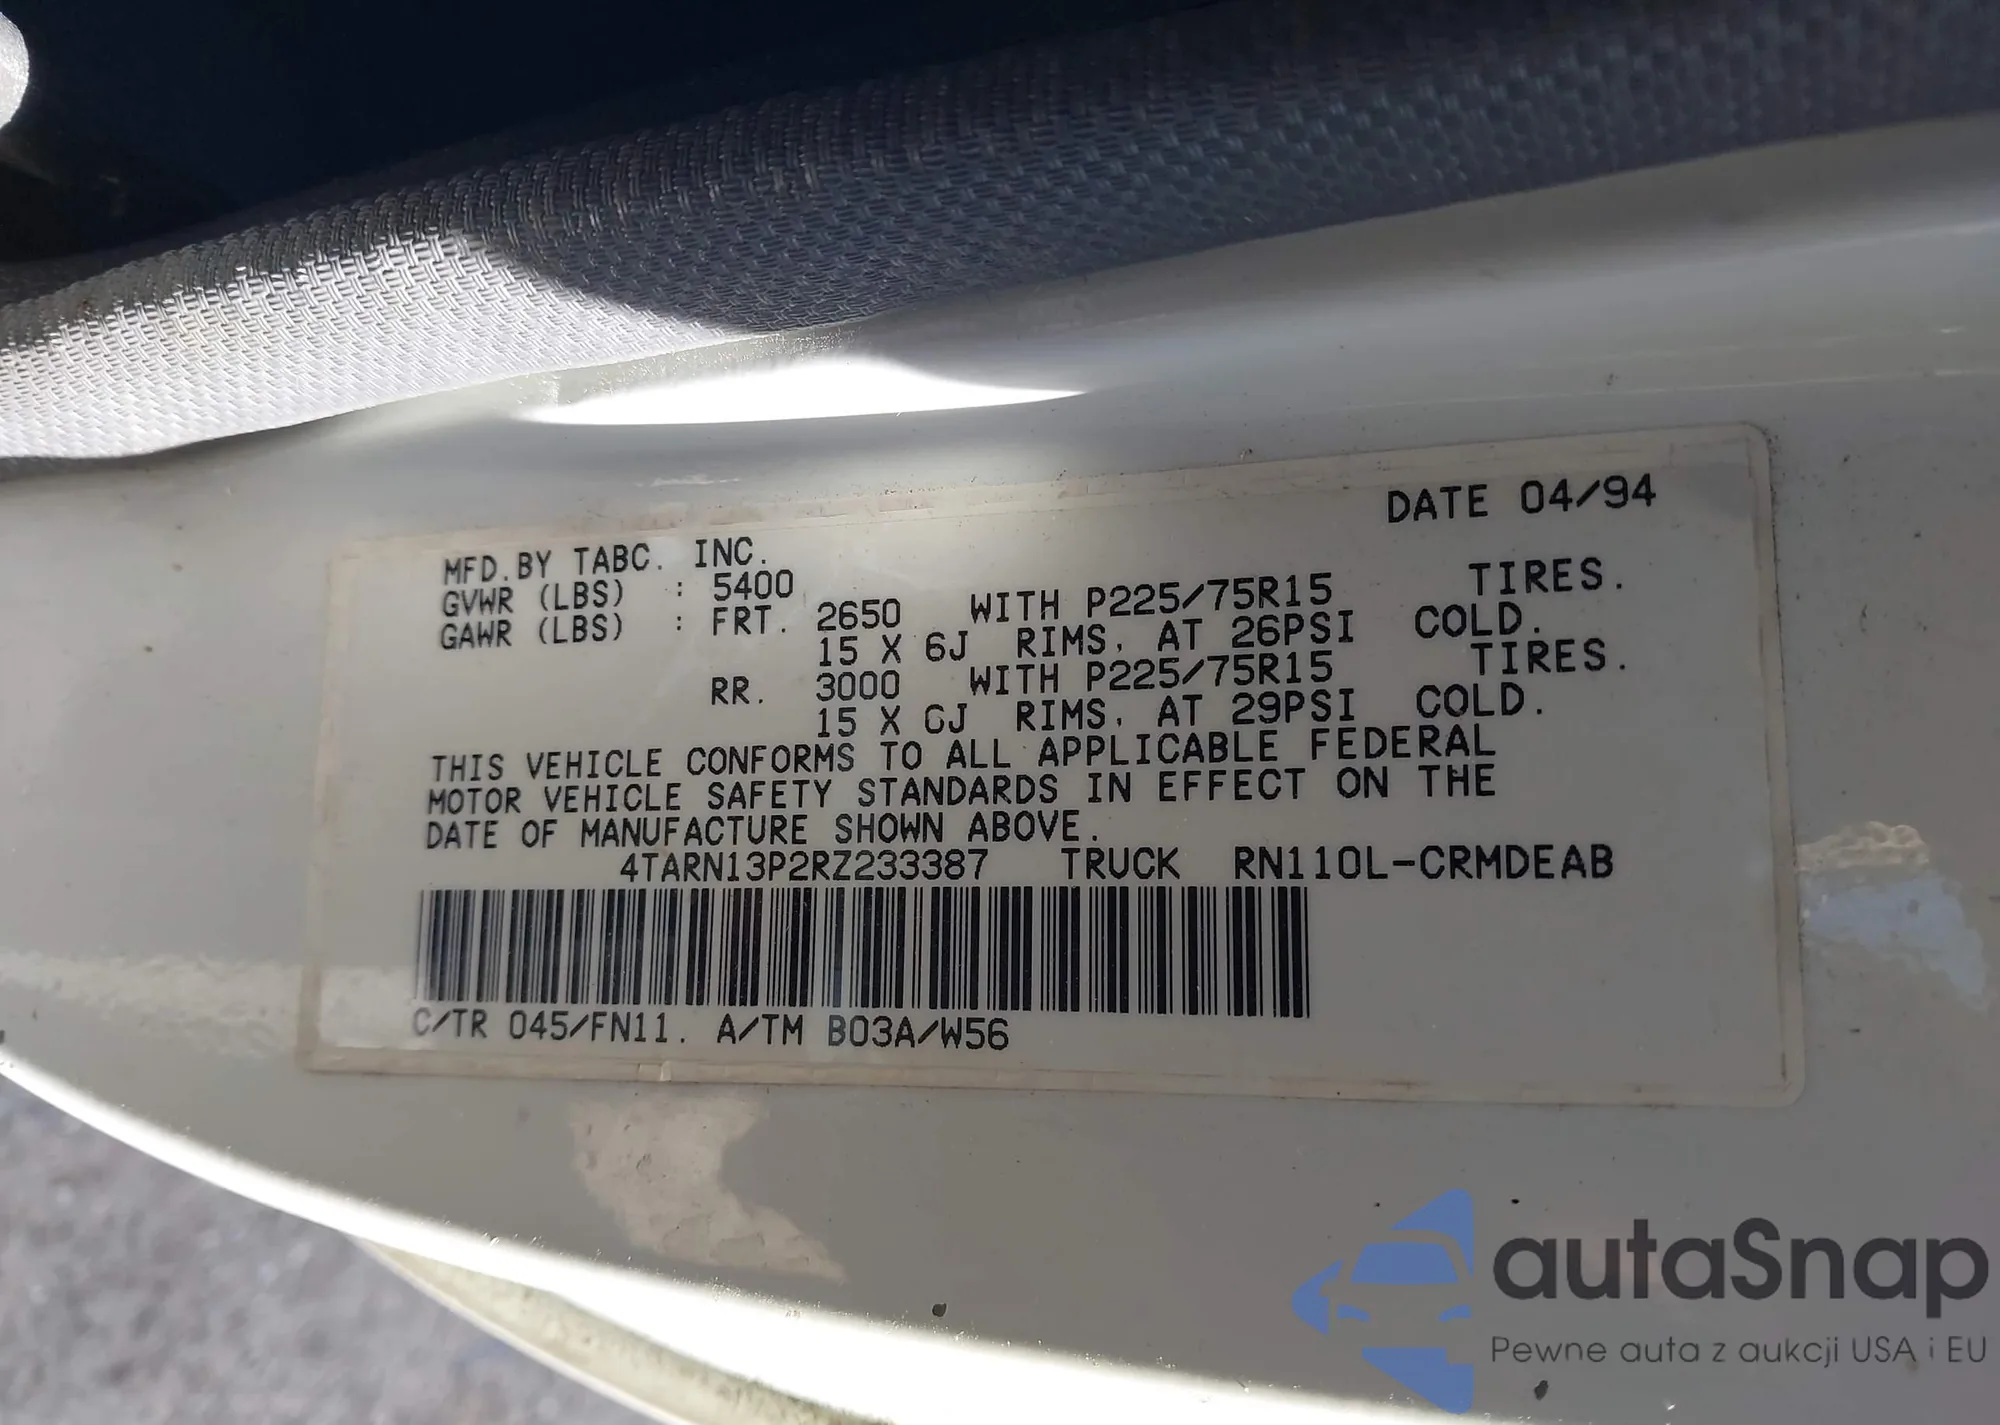 DATE 04/94
MFD.BY TABC. INC.
GVWR (LBS) : 5400
GAWR (LBS) : FRT. 2650 WITH P225/75R15 TIRES.
15 X 6J RIMS. AT 26PSI COLD.
RR. 3000 WITH P225/75R15 TIRES.
15 X 6J RIMS. AT 29PSI COLD.
THIS VEHICLE CONFORMS TO ALL APPLICABLE FEDERAL
MOTOR VEHICLE SAFETY STANDARDS IN EFFECT ON THE
DATE OF MANUFACTURE SHOWN ABOVE.
4TARN13P2RZ233387 TRUCK RN110L-CRMDEAB
C/TR 045/FN11. A/TM B03A/W56
autaSnap
Pewne auta z aukcji USA i EU